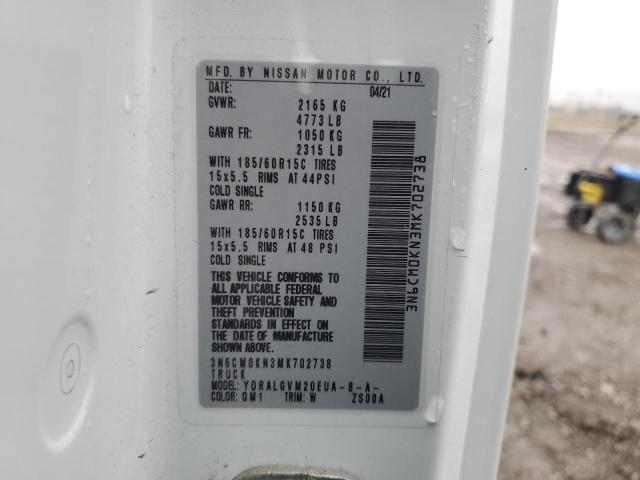 MFD. BY NISSAN MOTOR CO., LTD.
DATE: 04/21
GVWR: 2165 KG
4773 LB
GAWR FR: 1050 KG
2315 LB
WITH 185/60R15C TIRES
15x5.5 RIMS AT 44PSI
COLD SINGLE
GAWR RR: 1150 KG
2535 LB
WITH 185/60R15C TIRES
15x5.5 RIMS AT 48 PSI
COLD SINGLE
THIS VEHICLE CONFORMS TO
ALL APPLICABLE FEDERAL
MOTOR VEHICLE SAFETY AND
THEFT PREVENTION
STANDARDS IN EFFECT ON
THE DATE OF MANUFACTURE
SHOWN ABOVE.
3N6CM0KN3MK702738
TRUCK
MODEL: YDRALGVM20EUA-B-A-
COLOR: QM1 TRIM: W ZS00A
3N6CM0KN3MK702738